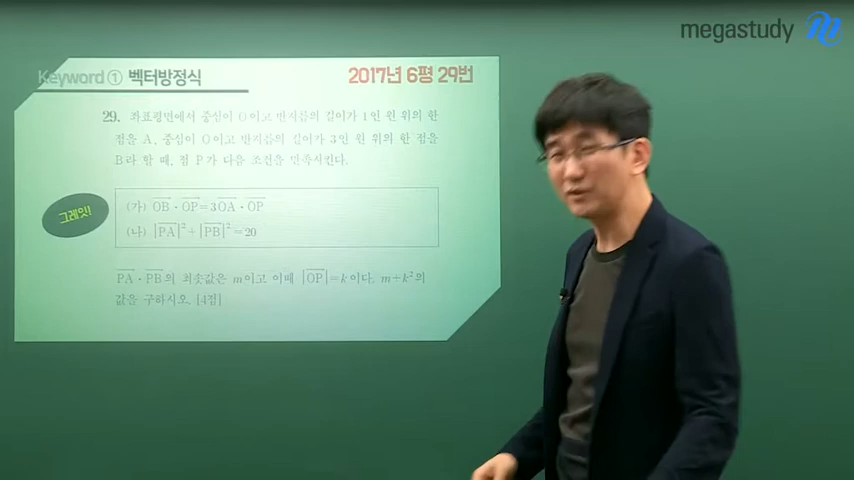 megastudy
Keyword① 벡터방정식
2017년 6평 29번
29. 좌표평면에서 중심이 O이고 반지름의 길이가 1인 원 위의 한
점을 A, 중심이 O이고 반지름의 길이가 3인 원 위의 한 점을
B라 할 때, 점 P가 다음 조건을 만족시킨다.
그레잇!
(가) OB · OP=3OA · OP
(나) |PA|²+|PB|²=20
PA · PB의 최솟값은 m이고 이때 |OP|=k이다. m+k²의
값을 구하시오. [4점]